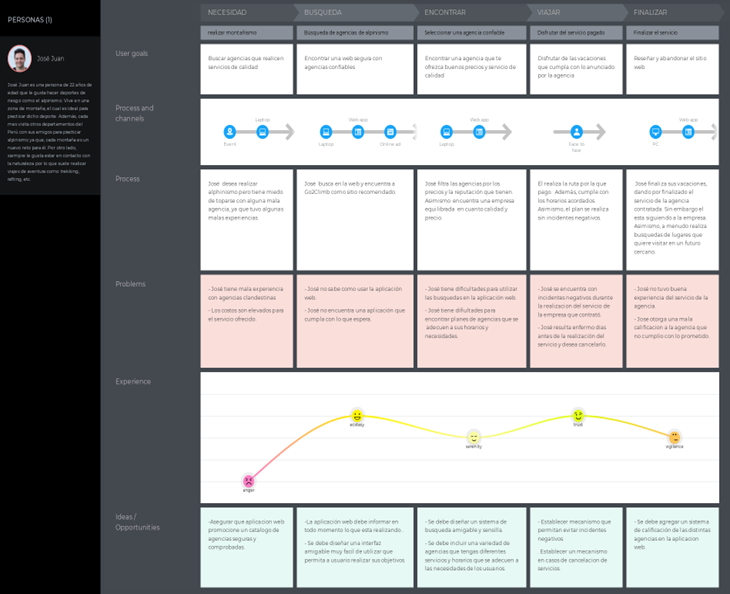 PERSONAS (1)
José Juan
José Juan es una persona de 22 años de
edad que le gusta hacer deportes de
riesgo como el alpinismo. Vive en una
zona de montaña, el cual es ideal para
practicar dicho deporte. Además, cada
mes visita otros departamentos del
Perú con sus amigos para practicar
alpinismo ya que, cada montaña es un
nuevo reto para él. Por otro lado,
siempre le gusta estar en contacto con
la naturaleza por lo que suele realizar
viajes de aventura como trekking,
rafting, etc.
NECESIDAD
BUSQUEDA
ENCONTRAR
VIAJAR
FINALIZAR
realizar montañismo
Búsqueda de agencias de alpinismo
Seleccionar una agencia confiable
Disfrutar del servicio pagado
Finalizar el servicio
User goals
Buscar agencias que realicen
servicios de calidad
Encontrar una web segura con
agencias confiables.
Encontrar una agencia que te
ofrezca buenos precios y servicio de
calidad
Disfrutar de las vacaciones
que cumpla con lo anunciado
por la agencia
Reseñar y abandonar el sitio
web
Process and
channels
Laptop
Event
Web app
Laptop
Online ad
Web app
Laptop
Face to
face
Web app
PC
Process
José desea realizar
alphinismo pero tiene miedo
de toparse con alguna mala
agencia, ya que tuvo algunas
malas experiencias
José busca en la web y encuentra a
Go2Climb como sitio recomendado.
José filtra las agencias por los
precios y la reputación que tienen.
Asimismo encuentra una empresa
equilibrada en cuanto calidad y
precio.
El realiza la ruta por la que
pago. Además, cumple con
los horarios acordados.
Asimismo, el plan se realiza
sin incidentes negativos.
José finaliza sus vacaciones,
dando por finalizado el
servicio de la agencia
contratada. Sin embargo el
esta siguiendo a la empresa
Asimismo, a menudo realiza
busquedas de lugares que
quiere visitar en un futuro
cercano.
Problems
- José tiene mala experiencia
con agencias clandestinas
- Los costos son elevados para
el servicio ofrecido.
- José no sabe como usar la aplicación
web.
- José no encuentra una aplicación que
cumpla con lo que espera.
- José tiene dificultades para utilizar
las busquedas en la aplicación web.
- José tiene difultades para
encontrar planes de agencias que se
adecuen a sus horarios y
necesidades.
- José se encuentra con
incidentes negativos durante
la realizacion del servicio de
la empresa que contrató.
- José resulta enfermo dias
antes de la realización del
servicio y desea cancelarlo.
- José no tuvo buena
experiencia del servicio de la
agencia
- Jose otorga una mala
calificacion a la agencia que
no cumplio con lo prometido.
Experience
anger
ecstasy
serenity
trust
vigilance
Ideas /
Opportunities
-Asegurar que aplicacion web
promocione un catalogo de
agencias seguras y
comprobadas.
-La aplicación web debe informar en
todo momento lo que esta realizando.
- Se debe diseñar una interfaz
amigable muy facil de utilizar que
permita a usuario realizar sus objetivos
- Se debe diseñar un sistema de
busqueda amigable y sensilla.
- Se debe incluir una variedad de
agencias que tengas diferentes
servicios y horarios que se adecuen a
las necesidades de los usuarios.
- Establecer mecanismo que
permitan evitar incidentes
negativos.
- Establecer un mecanismo
en casos de cancelacion de
servicios
- Se debe agregar un sistema
de calificación de las distintas
agencias en la aplicacion
web.